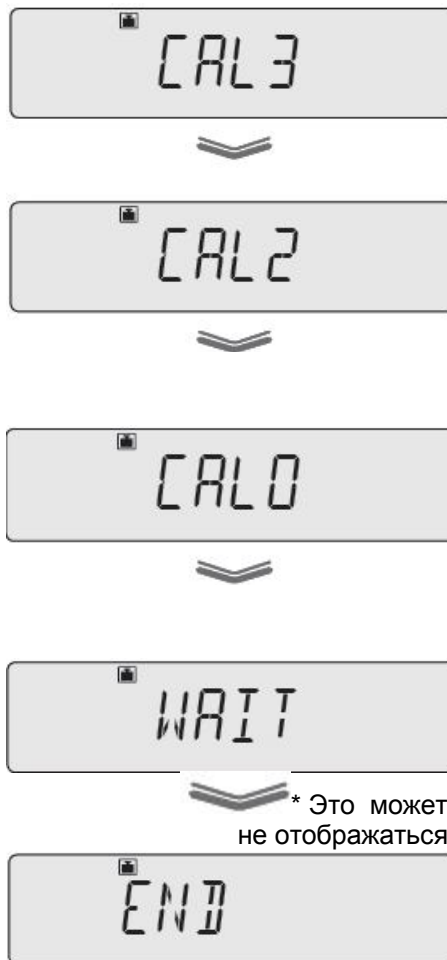 CAL3
CAL2
CAL0
WAIT
* Это может
не отображаться
END